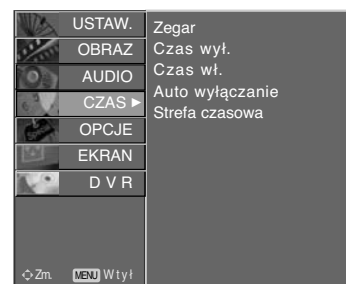 USTAW.
OBRAZ
AUDIO
CZAS ►
OPCJE
EKRAN
D V R
Zegar
Czas wył.
Czas wł.
Auto wyłączanie
Strefa czasowa
Zm. MENU Wtył